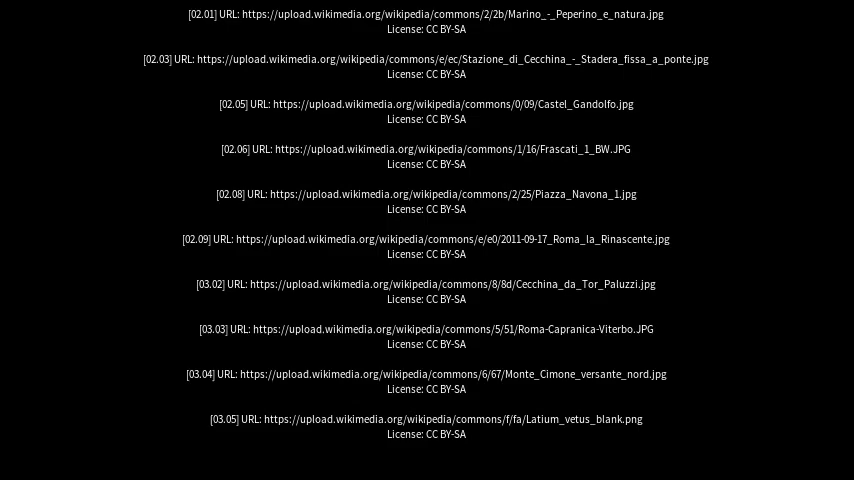 [02.01] URL: https://upload.wikimedia.org/wikipedia/commons/2/2b/Marino_-_Peperino_e_natura.jpg
License: CC BY-SA
[02.03] URL: https://upload.wikimedia.org/wikipedia/commons/e/ec/Stazione_di_Cecchina_-_Stadera_fissa_a_ponte.jpg
License: CC BY-SA
[02.05] URL: https://upload.wikimedia.org/wikipedia/commons/0/09/Castel_Gandolfo.jpg
License: CC BY-SA
[02.06] URL: https://upload.wikimedia.org/wikipedia/commons/1/16/Frascati_1_BW.JPG
License: CC BY-SA
[02.08] URL: https://upload.wikimedia.org/wikipedia/commons/2/25/Piazza_Navona_1.jpg
License: CC BY-SA
[02.09] URL: https://upload.wikimedia.org/wikipedia/commons/e/e0/2011-09-17_Roma_la_Rinascente.jpg
License: CC BY-SA
[03.02] URL: https://upload.wikimedia.org/wikipedia/commons/8/8d/Cecchina_da_Tor_Paluzzi.jpg
License: CC BY-SA
[03.03] URL: https://upload.wikimedia.org/wikipedia/commons/5/51/Roma-Capranica-Viterbo.JPG
License: CC BY-SA
[03.04] URL: https://upload.wikimedia.org/wikipedia/commons/6/67/Monte_Cimone_versante_nord.jpg
License: CC BY-SA
[03.05] URL: https://upload.wikimedia.org/wikipedia/commons/f/fa/Latium_vetus_blank.png
License: CC BY-SA